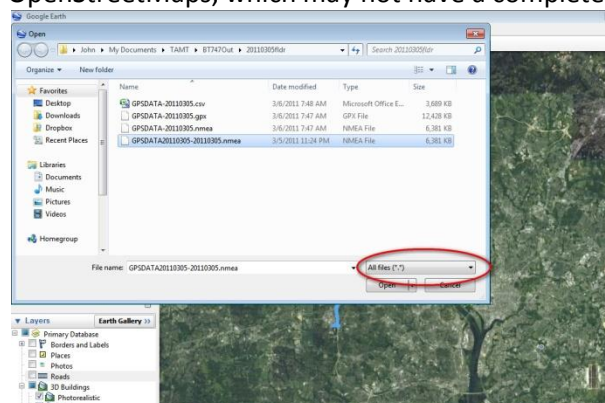 OpenStreetMaps, which may not have a complete
Google Earth
Open
John ▸ My Documents ▸ TAMT ▸ BT747Out ▸ 20110305fldr
Search 20110305fldr
Organize ▾ New folder
Name Date modified Type Size
Favorites
Desktop
Downloads
Dropbox
Recent Places
Libraries
Documents
Music
Pictures
Videos
Homegroup
GPSDATA-20110305.csv 3/6/2011 7:48 AM Microsoft Office E... 3,689 KB
GPSDATA-20110305.gpx 3/6/2011 7:47 AM GPX File 12,428 KB
GPSDATA-20110305.nmea 3/6/2011 7:47 AM NMEA File 6,381 KB
GPSDATA20110305-20110305.nmea 3/5/2011 11:24 PM NMEA File 6,381 KB
File name: GPSDATA20110305-20110305.nmea
All files (*.*)
Open Cancel
Layers Earth Gallery >>
Primary Database
Borders and Labels
Places
Photos
Roads
3D Buildings
Photorealistic